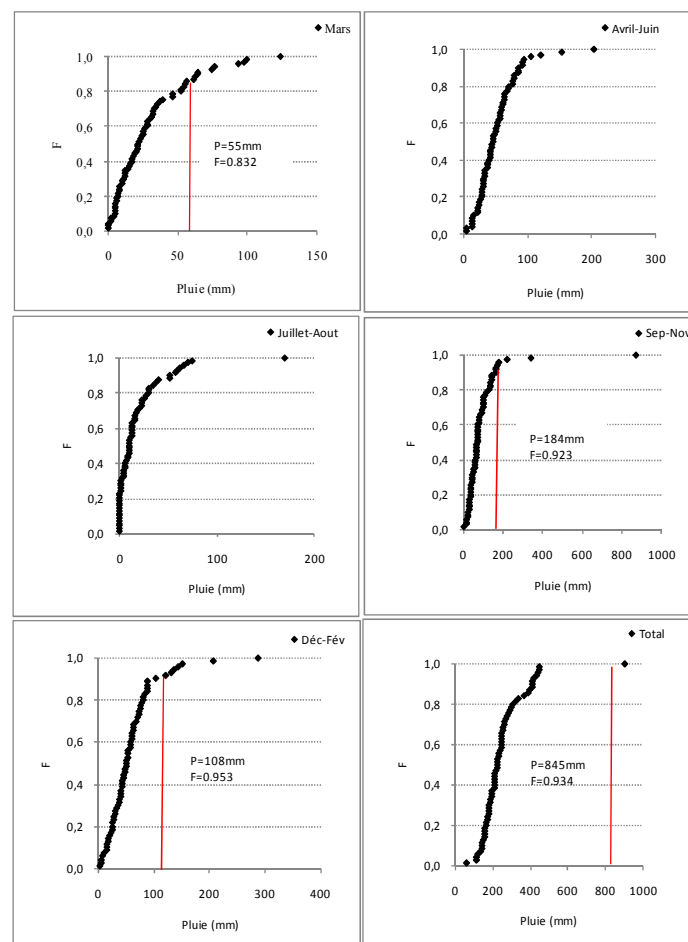 Mars
1,0
0,8
0,6
0,4
0,2
0,0
F
P=55mm
F=0.832
0
50
100
150
Pluie (mm)
Avril-Juin
1,0
0,8
0,6
0,4
0,2
0,0
F
0
100
200
300
Pluie (mm)
Juillet-Aout
1,0
0,8
0,6
0,4
0,2
0,0
F
0
200
Pluie (mm)
Sep-Nov
1,0
0,8
0,6
0,4
0,2
0,0
F
P=184mm
F=0.923
0
200
400
600
800
1000
Pluie (mm)
Déc-Fév
1,0
0,8
0,6
0,4
0,2
0,0
F
P=108mm
F=0.953
0
100
200
300
400
Pluie (mm)
Total
1,0
0,8
0,6
0,4
0,2
0,0
F
P=845mm
F=0.934
0
200
400
600
800
1000
Pluie (mm)